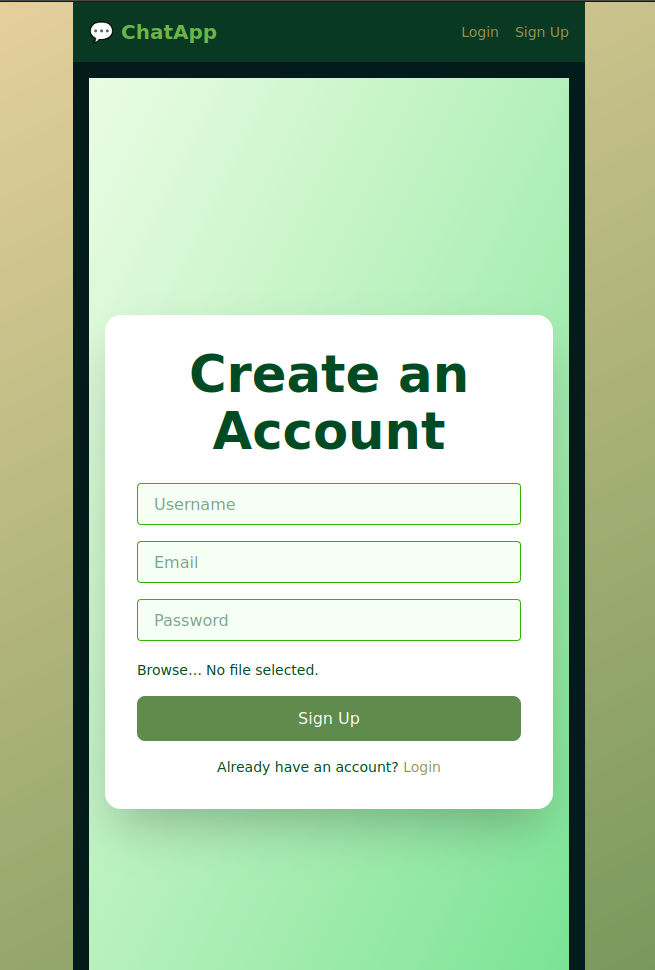 💬 ChatApp Login Sign Up
Create an
Account
Username
Email
Password
Browse... No file selected.
Sign Up
Already have an account? Login